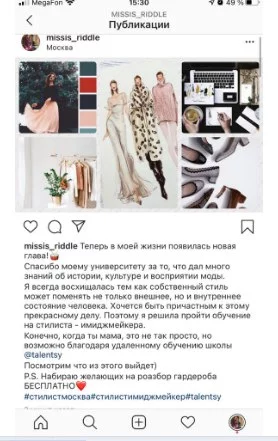 MegaFon
15:30
49 %
MISSIS_RIDDLE
Публикации
missis_riddle
Москва
missis_riddle Теперь в моей жизни появилась новая
глава!
Спасибо моему университету за то, что дал много
знаний об истории, культуре и восприятии моды.
Я всегда восхищалась тем как собственный стиль
может поменять не только внешнее, но и внутреннее
состояние человека. Хочется быть причастным к этому
прекрасному делу. Поэтому я решила пройти обучение
на стилиста - имиджмейкера.
Конечно, когда ты мама, это не так просто, но
возможно благодаря удаленному обучению школы
@talentsy
Посмотрим что из этого выйдет)
P.S. Набираю желающих на роазбор гардероба
БЕСПЛАТНО❤️
#стилистмосква#стилистимиджмейкер#talentsy